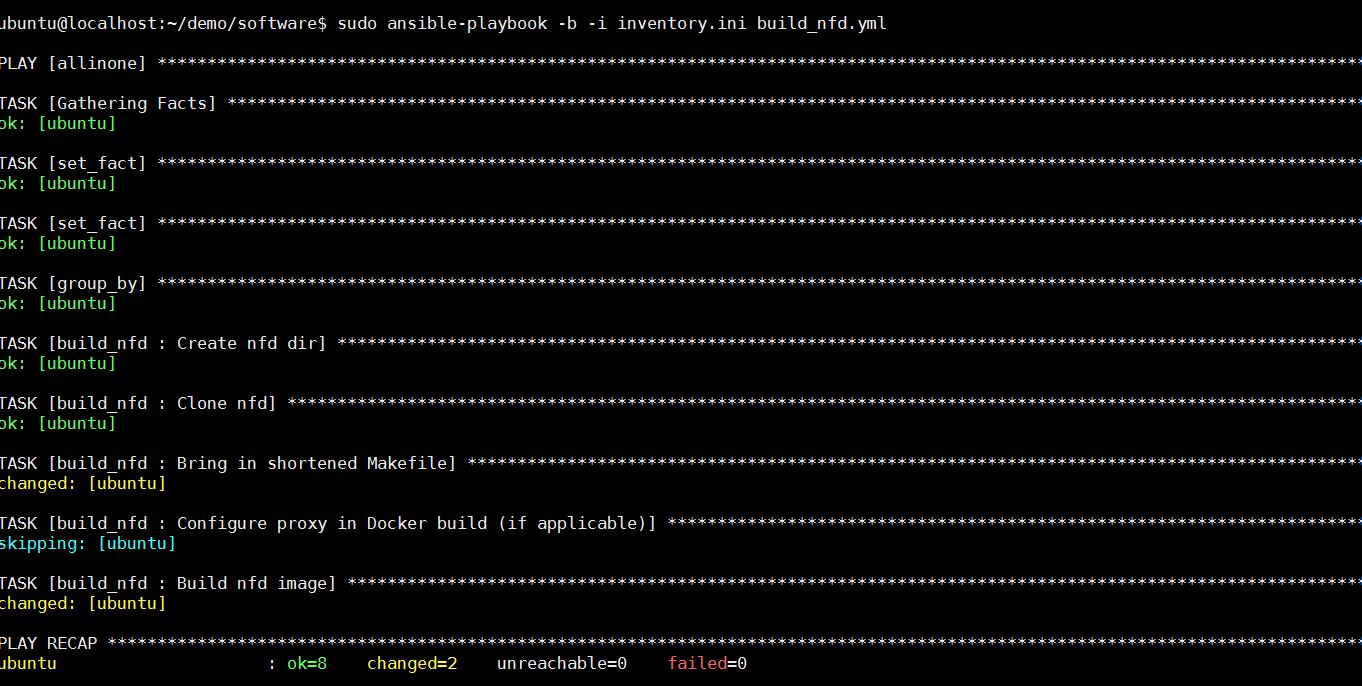 ubuntu@localhost:~/demo/software$ sudo ansible-playbook -b -i inventory.ini build_nfd.yml
PLAY [allinone] *************************************************************************************************************************
TASK [Gathering Facts] ******************************************************************************************************************
ok: [ubuntu]
TASK [set_fact] *************************************************************************************************************************
ok: [ubuntu]
TASK [set_fact] *************************************************************************************************************************
ok: [ubuntu]
TASK [group_by] *************************************************************************************************************************
ok: [ubuntu]
TASK [build_nfd : Create nfd dir] *******************************************************************************************************
ok: [ubuntu]
TASK [build_nfd : Clone nfd] ************************************************************************************************************
ok: [ubuntu]
TASK [build_nfd : Bring in shortened Makefile] ******************************************************************************************
changed: [ubuntu]
TASK [build_nfd : Configure proxy in Docker build (if applicable)] **********************************************************************
skipping: [ubuntu]
TASK [build_nfd : Build nfd image] ******************************************************************************************************
changed: [ubuntu]
PLAY RECAP ******************************************************************************************************************************
ubuntu                     : ok=8    changed=2    unreachable=0    failed=0